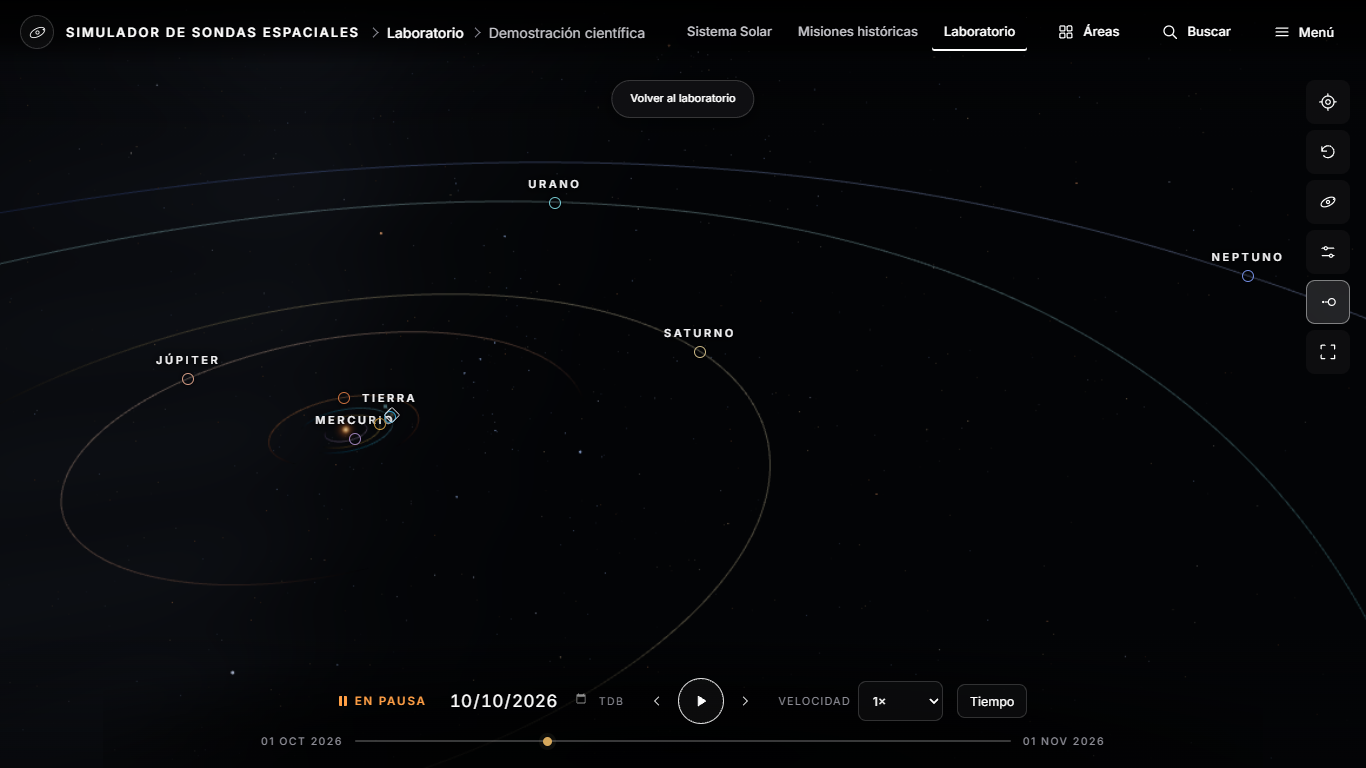 SIMULADOR DE SONDAS ESPACIALES
Laboratorio
Demostración científica
Sistema Solar
Misiones históricas
Laboratorio
Áreas
Buscar
Menú
Volver al laboratorio
URANO
NEPTUNO
SATURNO
JÚPITER
TIERRA
MERCURIO
EN PAUSA
10/10/2026
TDB
VELOCIDAD
1×
Tiempo
01 OCT 2026
01 NOV 2026